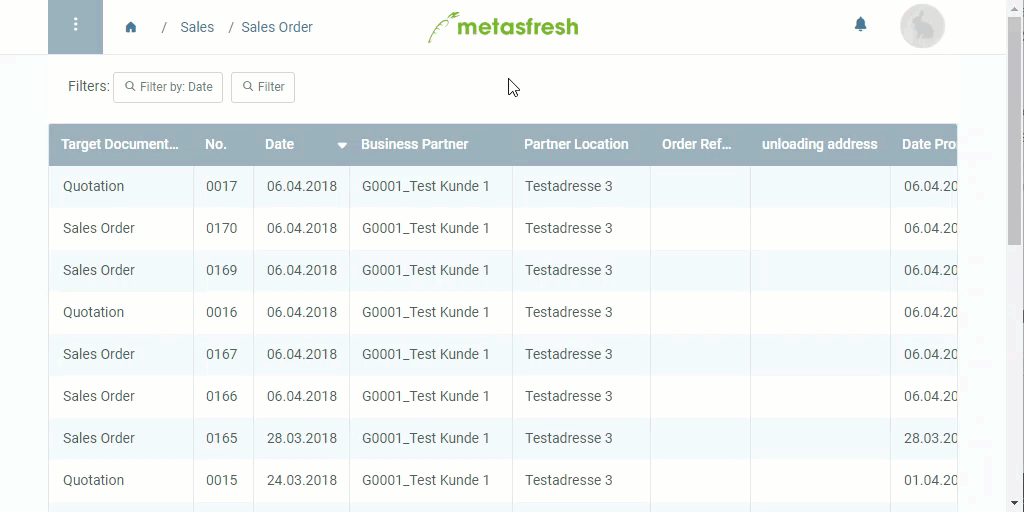 / Sales / Sales Order
metasfresh
Filters: Filter by: Date Filter
Target Document... No. Date Business Partner Partner Location Order Ref... unloading address Date Pro
Quotation 0017 06.04.2018 G0001_Test Kunde 1 Testadresse 3 06.04.20
Sales Order 0170 06.04.2018 G0001_Test Kunde 1 Testadresse 3 06.04.20
Sales Order 0169 06.04.2018 G0001_Test Kunde 1 Testadresse 3 06.04.20
Quotation 0016 06.04.2018 G0001_Test Kunde 1 Testadresse 3 06.04.20
Sales Order 0167 06.04.2018 G0001_Test Kunde 1 Testadresse 3 06.04.20
Sales Order 0166 06.04.2018 G0001_Test Kunde 1 Testadresse 3 06.04.20
Sales Order 0165 28.03.2018 G0001_Test Kunde 1 Testadresse 3 28.03.20
Quotation 0015 24.03.2018 G0001_Test Kunde 1 Testadresse 3 01.04.20